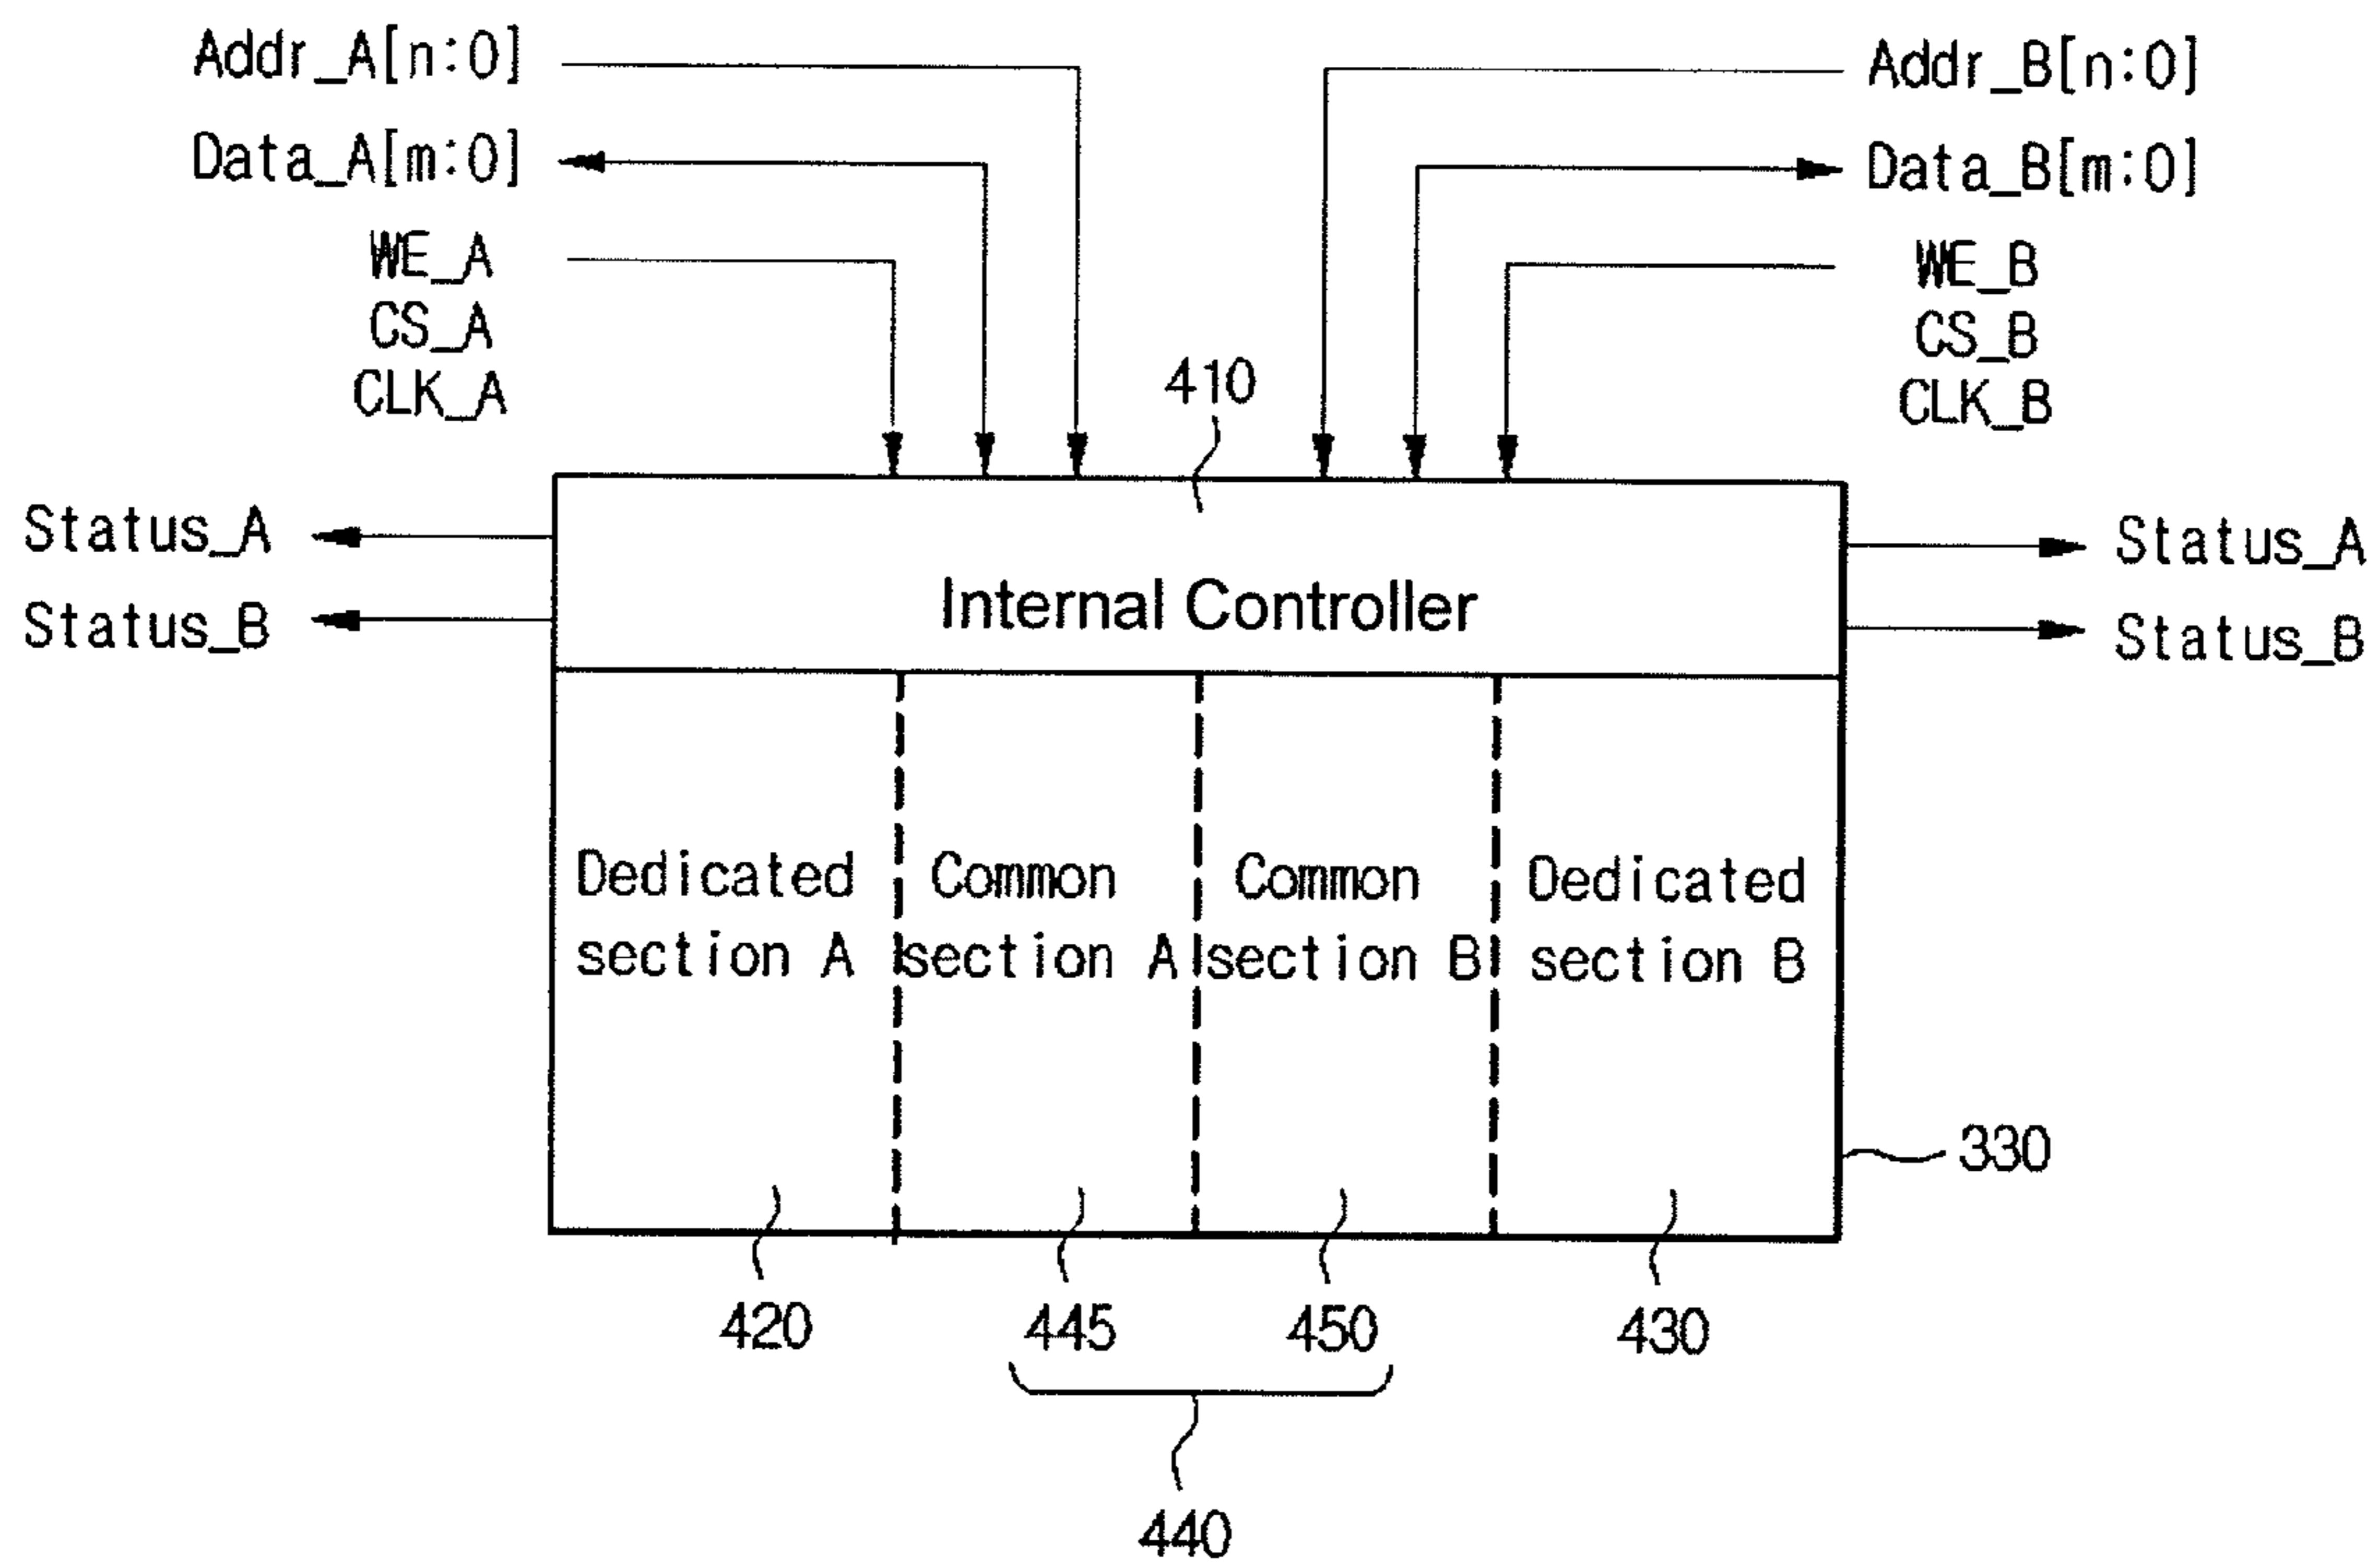 Addr_A[n:0]
Addr_B[n:0]
Data_A[m:0]
Data_B[m:0]
WE_A
WE_B
CS_A
CS_B
CLK_A
CLK_B
410
Status_A
Status_A
Internal Controller
Status_B
Status_B
Dedicated
section A
Common
section A
Common
section B
Dedicated
section B
330
420
445
450
430
440